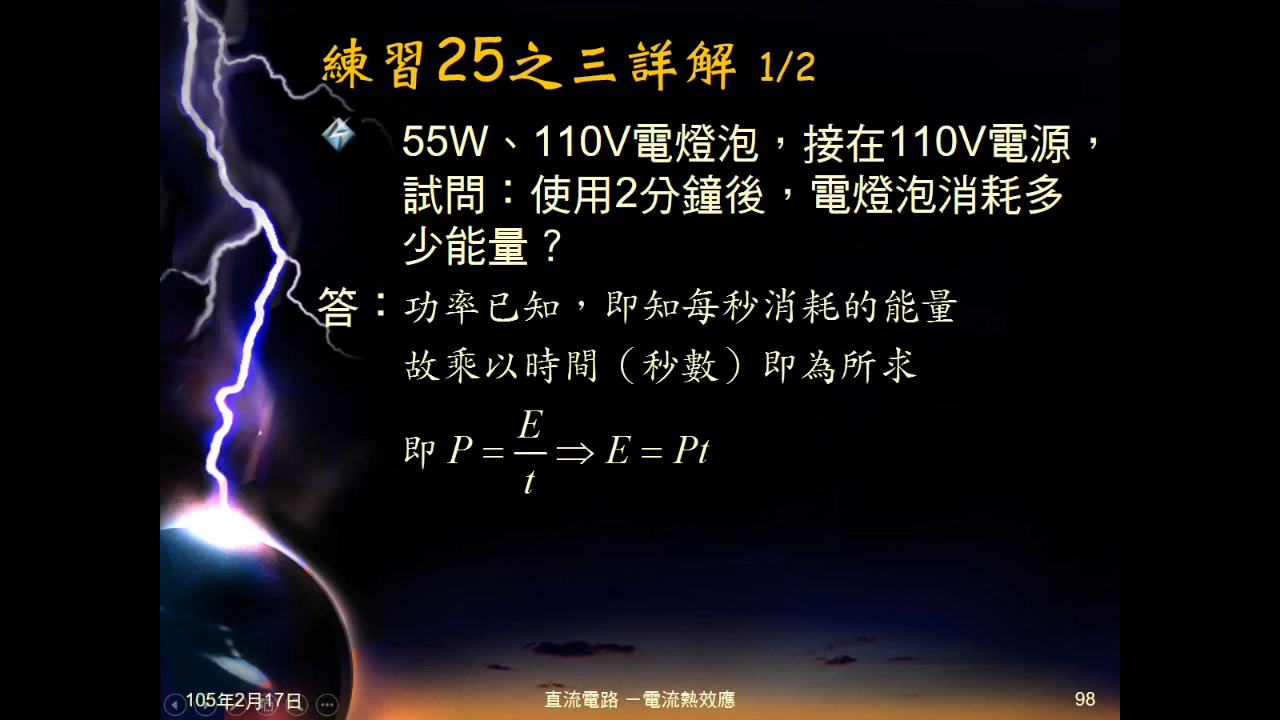 練習25之三詳解 1/2
55W、110V電燈泡，接在110V電源，
試問：使用2分鐘後，電燈泡消耗多
少能量？
答：功率已知，即知每秒消耗的能量
故乘以時間（秒數）即為所求
即 P = E/t ⇒ E = Pt
105年2月17日
直流電路 －電流熱效應
98